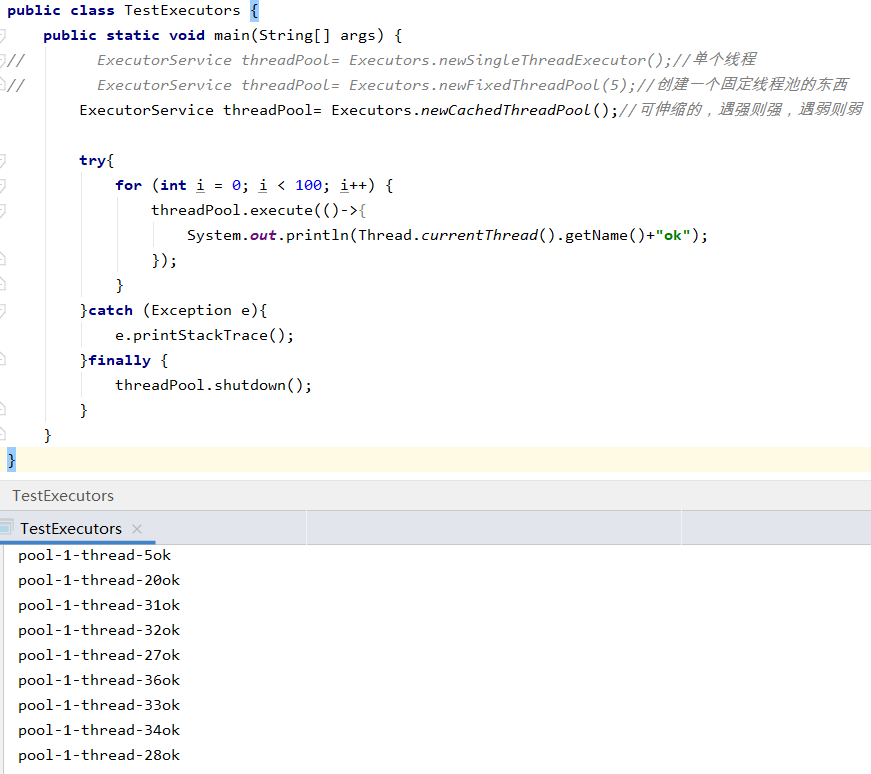 public class TestExecutors {
public static void main(String[] args) {
//        ExecutorService threadPool= Executors.newSingleThreadExecutor();//单个线程
//        ExecutorService threadPool= Executors.newFixedThreadPool(5);//创建一个固定线程池的东西
ExecutorService threadPool= Executors.newCachedThreadPool();//可伸缩的，遇强则强，遇弱则弱
try{
for (int i = 0; i < 100; i++) {
threadPool.execute(()->{
System.out.println(Thread.currentThread().getName()+"ok");
});
}
}catch (Exception e){
e.printStackTrace();
}finally {
threadPool.shutdown();
}
}
}
TestExecutors
TestExecutors ×
pool-1-thread-5ok
pool-1-thread-20ok
pool-1-thread-31ok
pool-1-thread-32ok
pool-1-thread-27ok
pool-1-thread-36ok
pool-1-thread-33ok
pool-1-thread-34ok
pool-1-thread-28ok